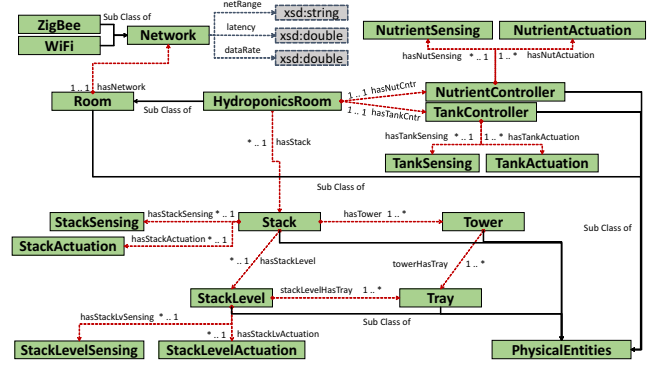 ZigBee
WiFi
Sub Class of
Network
netRange
xsd:string
latency
xsd:double
dataRate
xsd:double
NutrientSensing
NutrientActuation
hasNutSensing * .. 1
1 .. * hasNutActuation
1 .. 1 hasNetwork
Room
Sub Class of
HydroponicsRoom
1 .. 1 hasNutCntr
1 .. 1 hasTankCntr
NutrientController
TankController
hasTankSensing * .. 1
1 .. * hasTankActuation
TankSensing
TankActuation
* .. 1 hasStack
Sub Class of
Sub Class of
StackSensing
hasStackSensing * .. 1
StackActuation
hasStackActuation * .. 1
Stack
hasTower 1 .. *
Tower
* .. 1 hasStackLevel
towerHasTray 1 .. *
StackLevel
stackLevelHasTray 1 .. *
Tray
hasStackLvSensing * .. 1
* .. 1 hasStackLvActuation
Sub Class of
StackLevelSensing
StackLevelActuation
PhysicalEntities